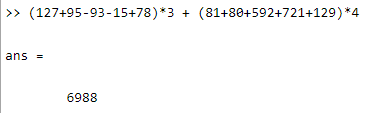 >> (127+95-93-15+78)*3 + (81+80+592+721+129)*4
ans =
6988